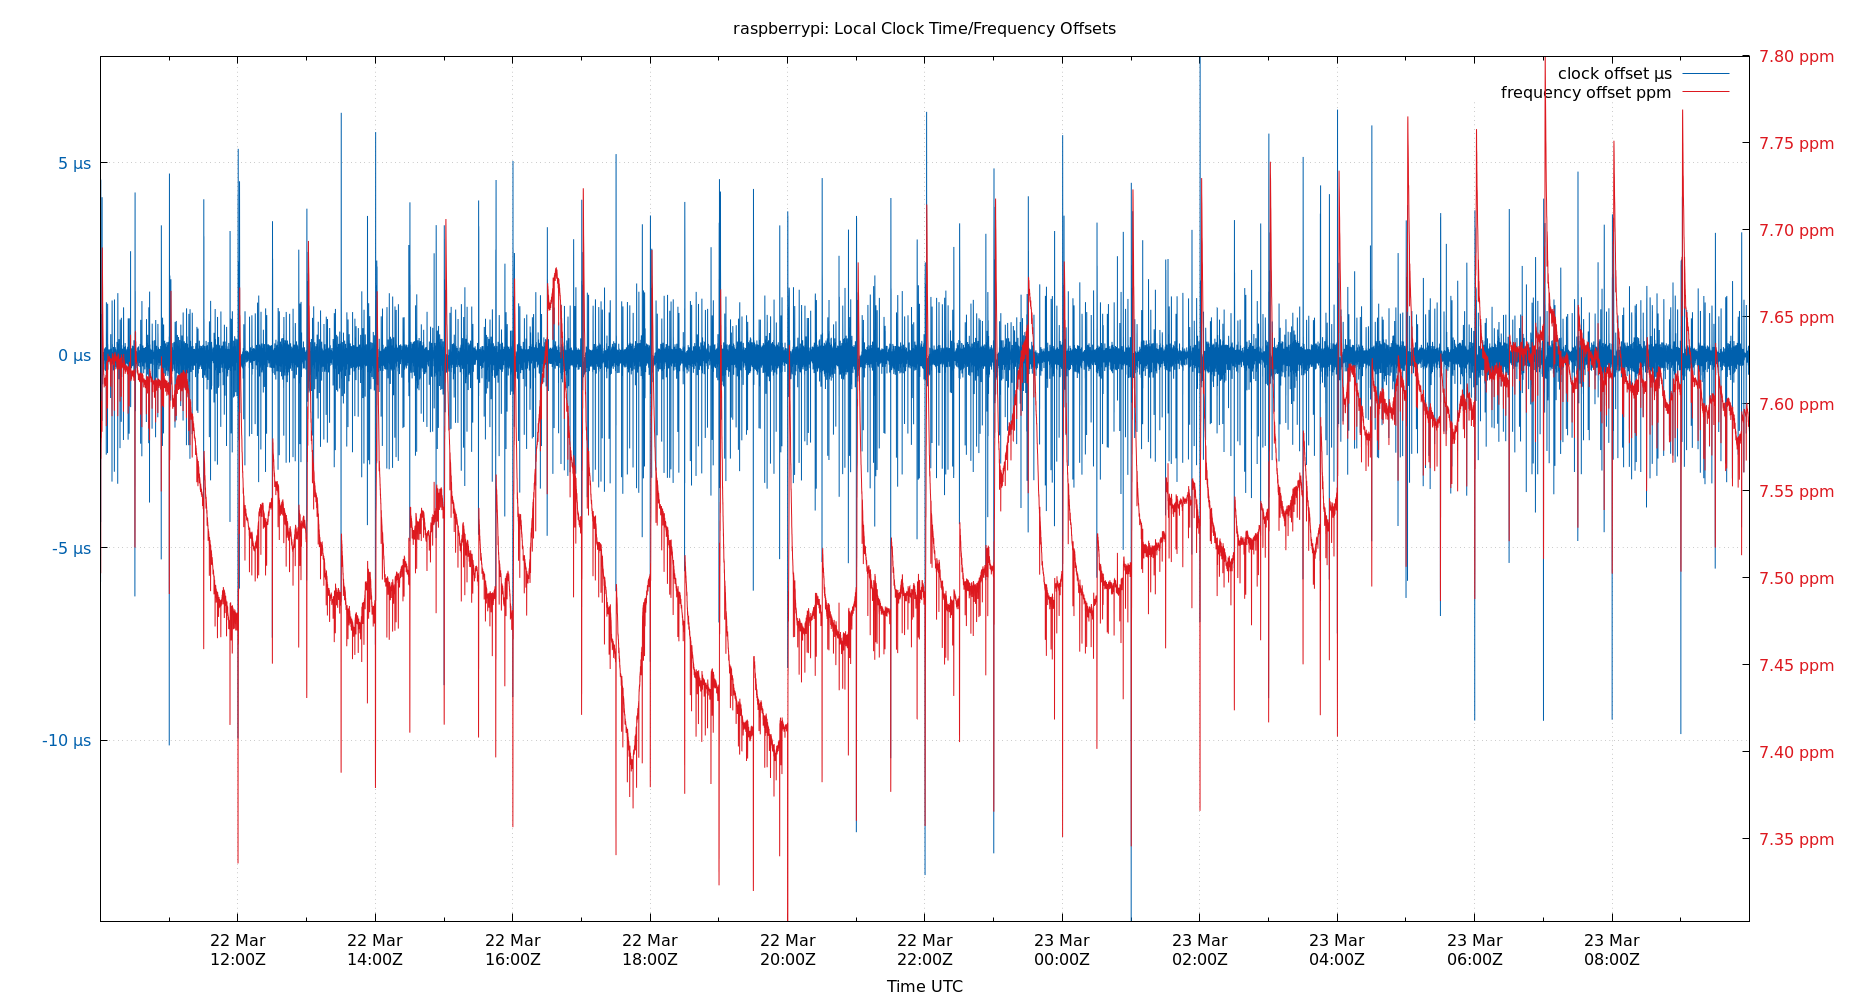 raspberrypi: Local Clock Time/Frequency Offsets
clock offset µs
frequency offset ppm
5 µs
0 µs
-5 µs
-10 µs
7.80 ppm
7.75 ppm
7.70 ppm
7.65 ppm
7.60 ppm
7.55 ppm
7.50 ppm
7.45 ppm
7.40 ppm
7.35 ppm
22 Mar 22 Mar 22 Mar 22 Mar 22 Mar 22 Mar 23 Mar 23 Mar 23 Mar 23 Mar 23 Mar
12:00Z 14:00Z 16:00Z 18:00Z 20:00Z 22:00Z 00:00Z 02:00Z 04:00Z 06:00Z 08:00Z
Time UTC